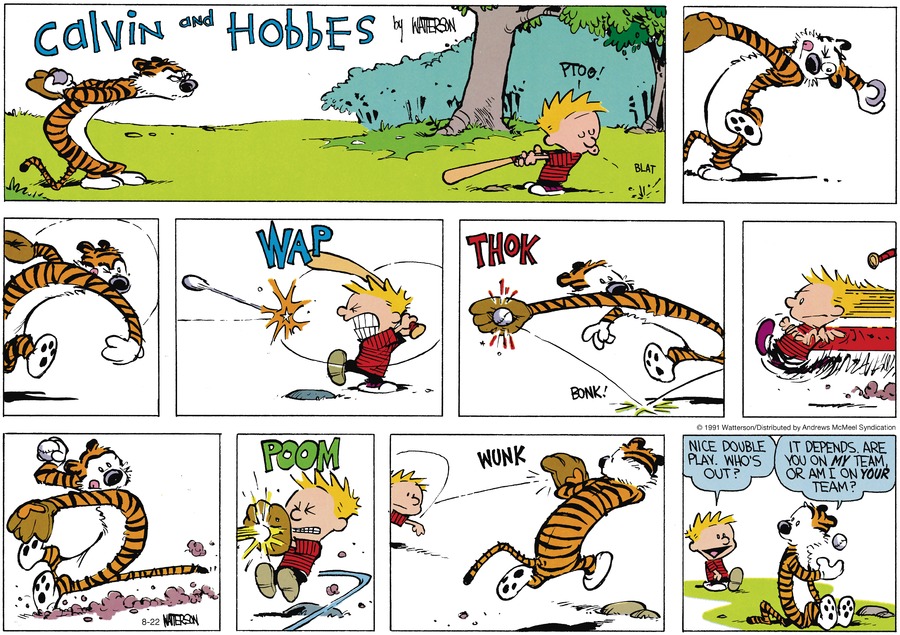 Calvin and Hobbes by Watterson
PTOO!
BLAT
WAP
THOK
BONK!
© 1991 Watterson/Distributed by Andrews McMeel Syndication
8-22 Watterson
POOM
WUNK
NICE DOUBLE
PLAY. WHO'S
OUT?
IT DEPENDS. ARE
YOU ON MY TEAM,
OR AM I ON YOUR
TEAM?